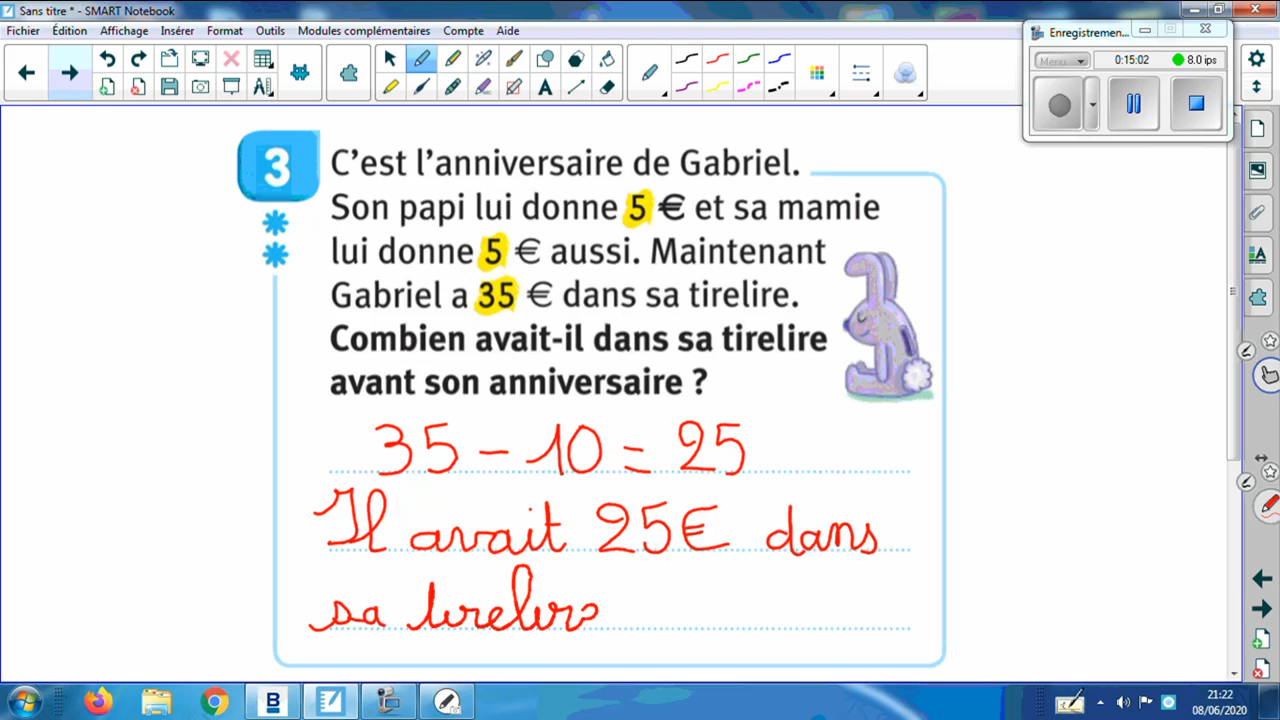 Sans titre * - SMART Notebook
Fichier Édition Affichage Insérer Format Outils Modules complémentaires Compte Aide
Enregistremen...
Menu
0:15:02 8.0 ips
3
C'est l'anniversaire de Gabriel.
Son papi lui donne 5 € et sa mamie
lui donne 5 € aussi. Maintenant
Gabriel a 35 € dans sa tirelire.
Combien avait-il dans sa tirelire
avant son anniversaire ?
35 - 10 = 25
Il avait 25€ dans
sa tirelire
B
21:22
08/06/2020